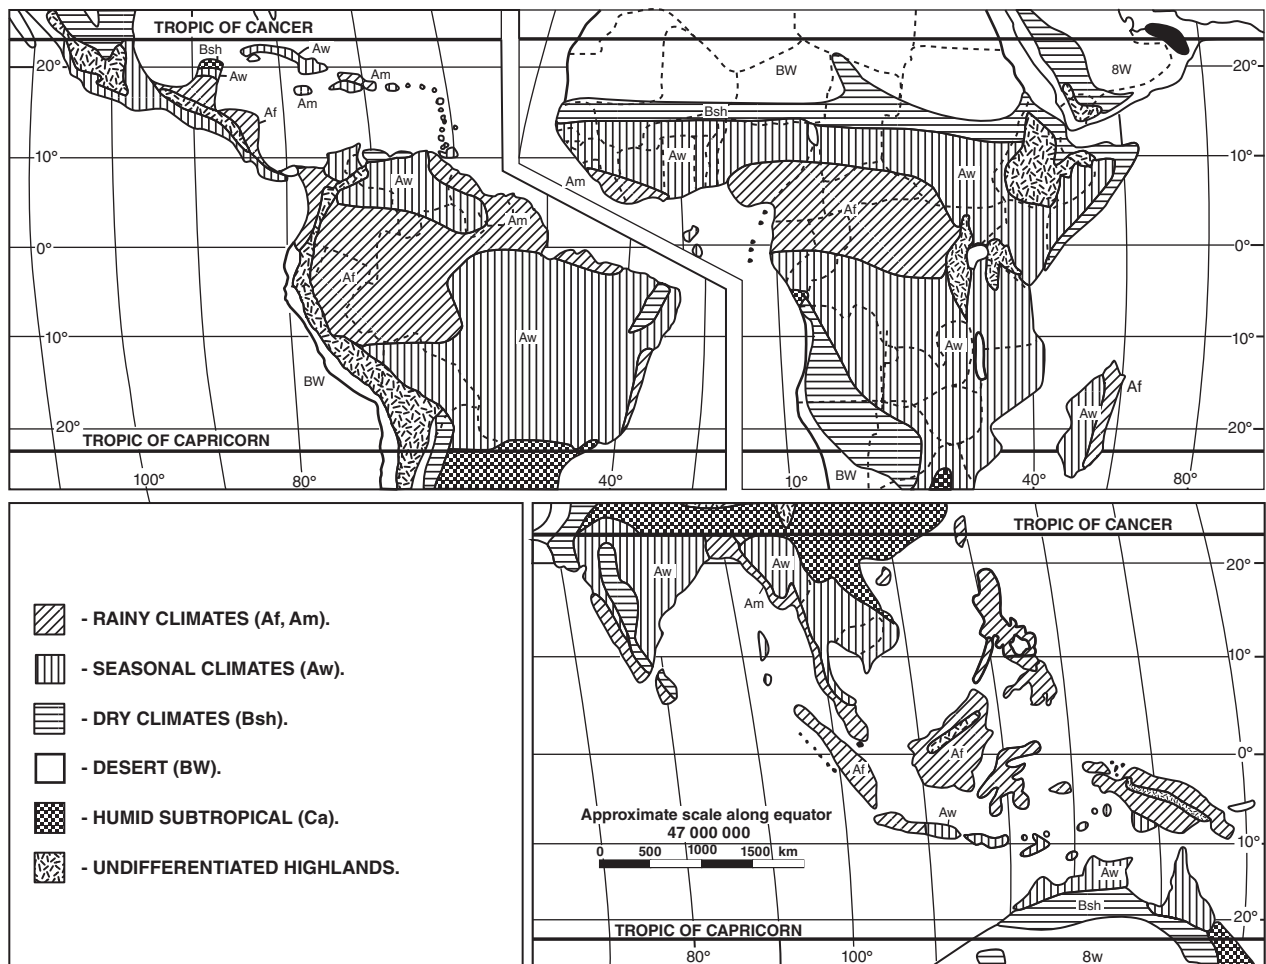 TROPIC OF CANCER
Bsh
Aw
20°
Aw
Am
Am
Af
10°
Aw
Am
0°
Af
10°
Aw
BW
20°
TROPIC OF CAPRICORN
100°
80°
40°
BW
8W
20°
Bsh
Aw
10°
Am
Aw
Af
0°
Aw
10°
Af
Aw
20°
BW
10°
40°
80°
- RAINY CLIMATES (Af, Am).
- SEASONAL CLIMATES (Aw).
- DRY CLIMATES (Bsh).
- DESERT (BW).
- HUMID SUBTROPICAL (Ca).
- UNDIFFERENTIATED HIGHLANDS.
TROPIC OF CANCER
20°
Aw
Aw
Am
10°
0°
Af
Af
Aw
Approximate scale along equator
47 000 000
0 500 1000 1500 km
10°
Aw
Bsh
20°
TROPIC OF CAPRICORN
80°
100°
8w